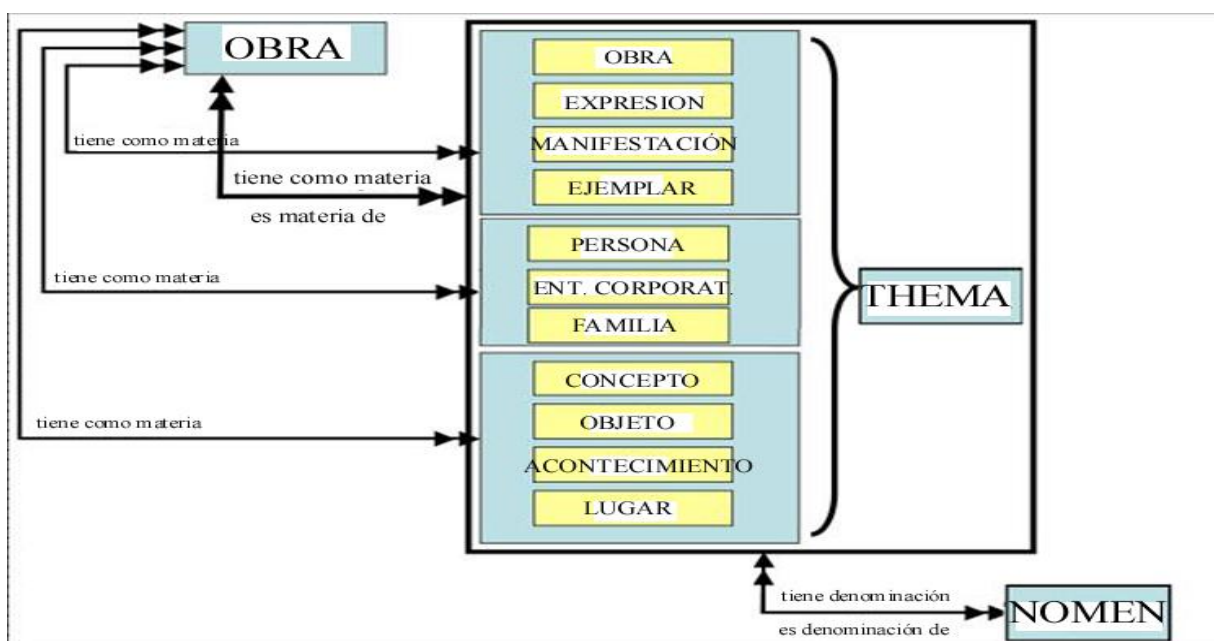 OBRA
OBRA
EXPRESION
MANIFESTACIÓN
EJEMPLAR
tiene como materia
tiene como materia
es materia de
PERSONA
ENT. CORPORAT.
FAMILIA
tiene como materia
THEMA
CONCEPTO
OBJETO
ACONTECIMIENTO
LUGAR
tiene como materia
tiene denominación
es denominación de
NOMEN